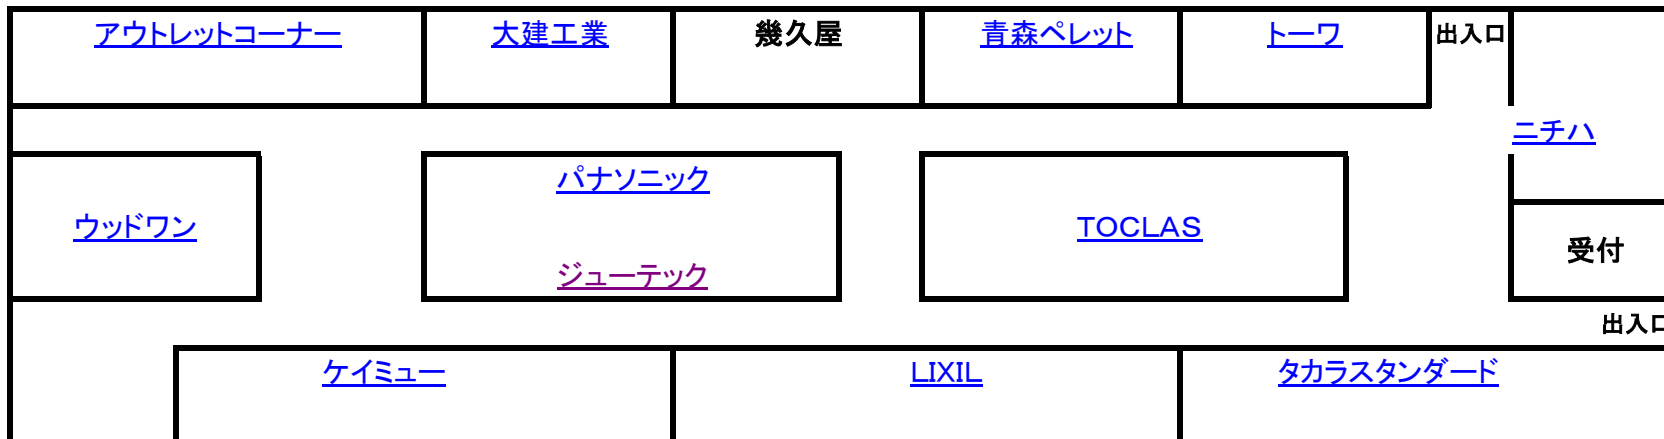 アウトレットコーナー
大建工業
幾久屋
青森ペレット
トーワ
出入口
ニチハ
パナソニック
ウッドワン
TOCLAS
受付
ジューテック
出入口
ケイミュー
LIXIL
タカラスタンダード